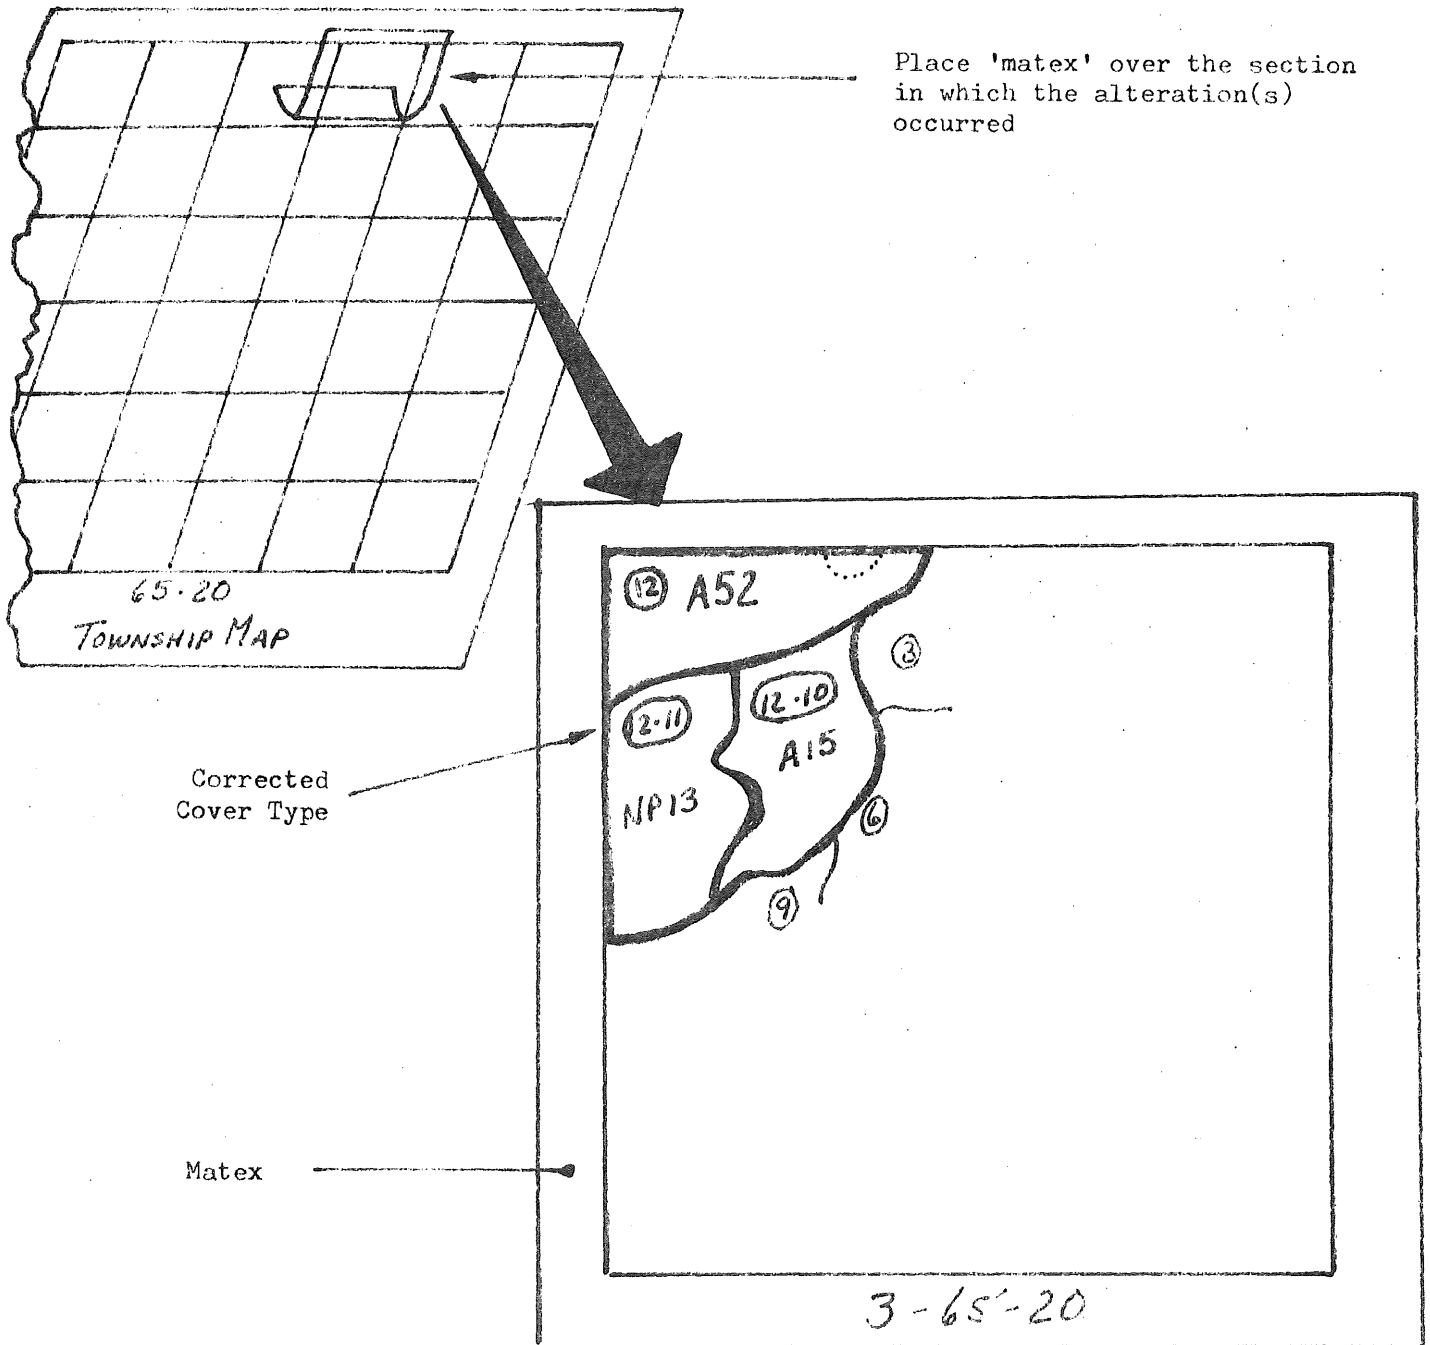 Place 'matex' over the section
in which the alteration(s)
occurred
65-20
TOWNSHIP MAP
12 A52
3
12-11
12-10
A15
NP13
6
9
Corrected
Cover Type
Matex
3-65-20